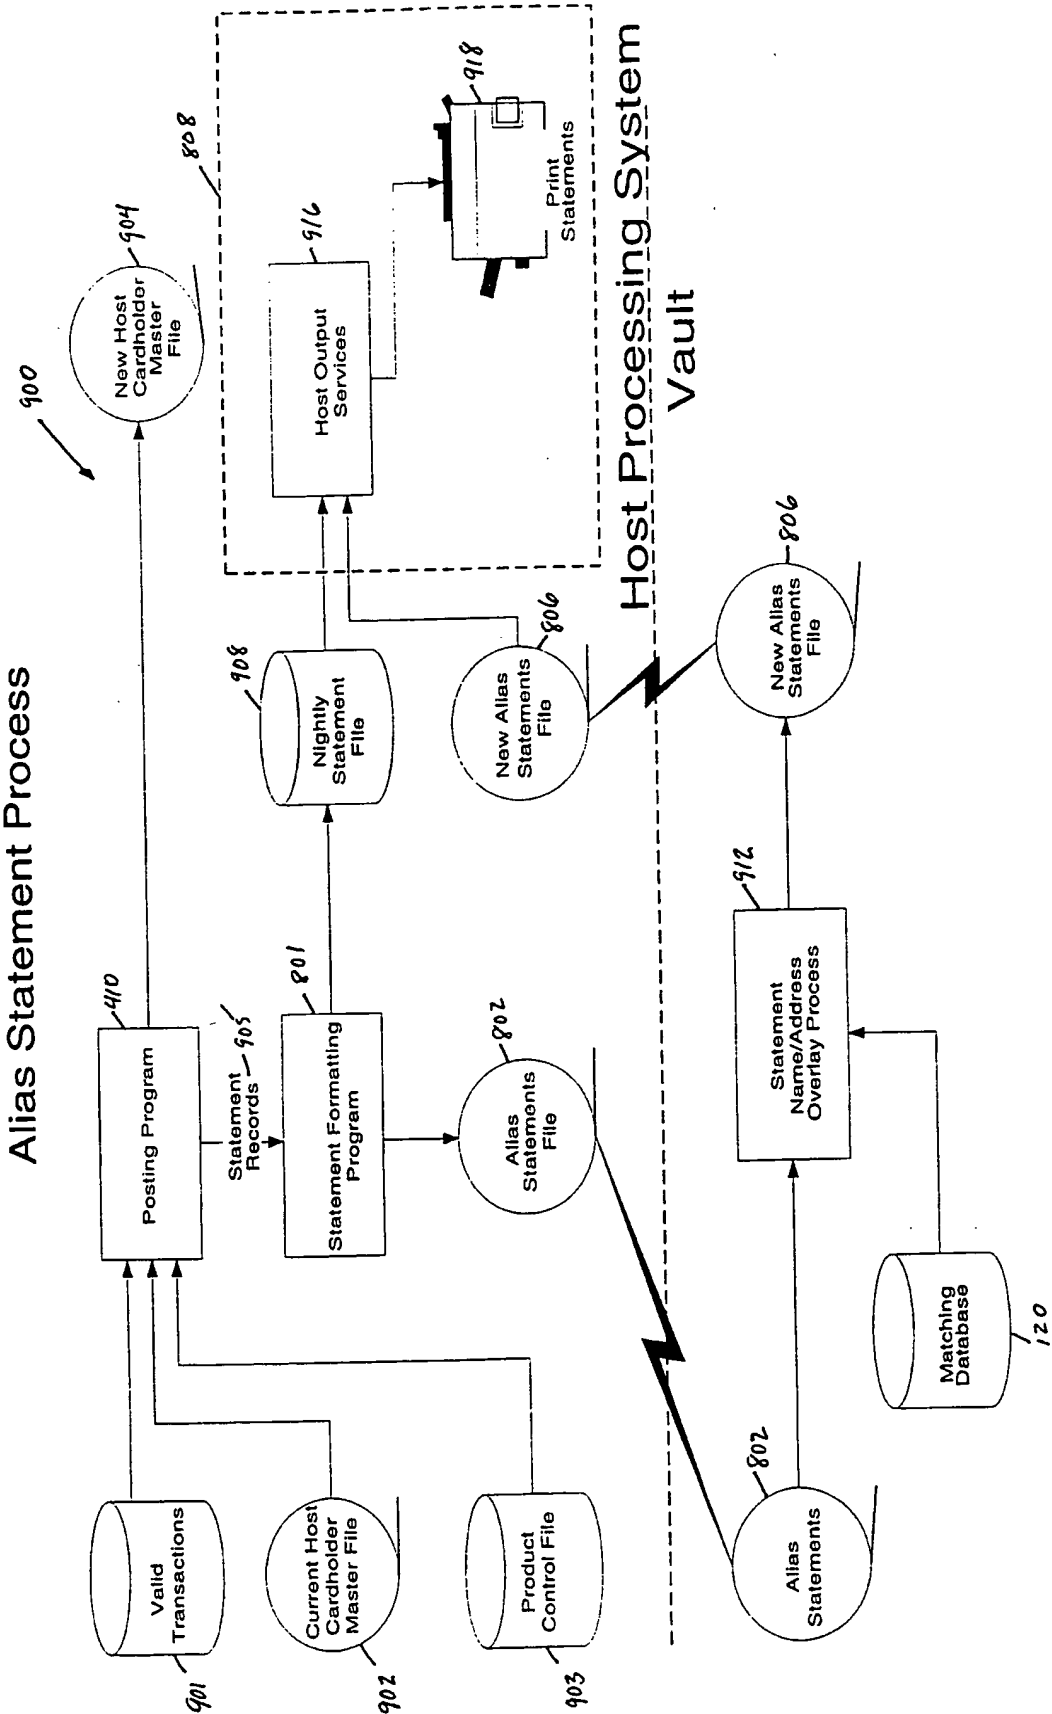 Alias Statement Process
900
Valid
Transactions
901
Current Host
Cardholder
Master File
902
Product
Control File
903
Posting Program
410
Statement
Records
905
Statement Formatting
Program
801
Alias
Statements
File
802
New Host
Cardholder
Master
File
904
Nightly
Statement
File
908
New Alias
Statements
File
806
808
Host Output
Services
916
918
Print
Statements
Host Processing System
Vault
Alias
Statements
802
Matching
Database
120
Statement
Name/Address
Overlay Process
912
New Alias
Statements
File
806